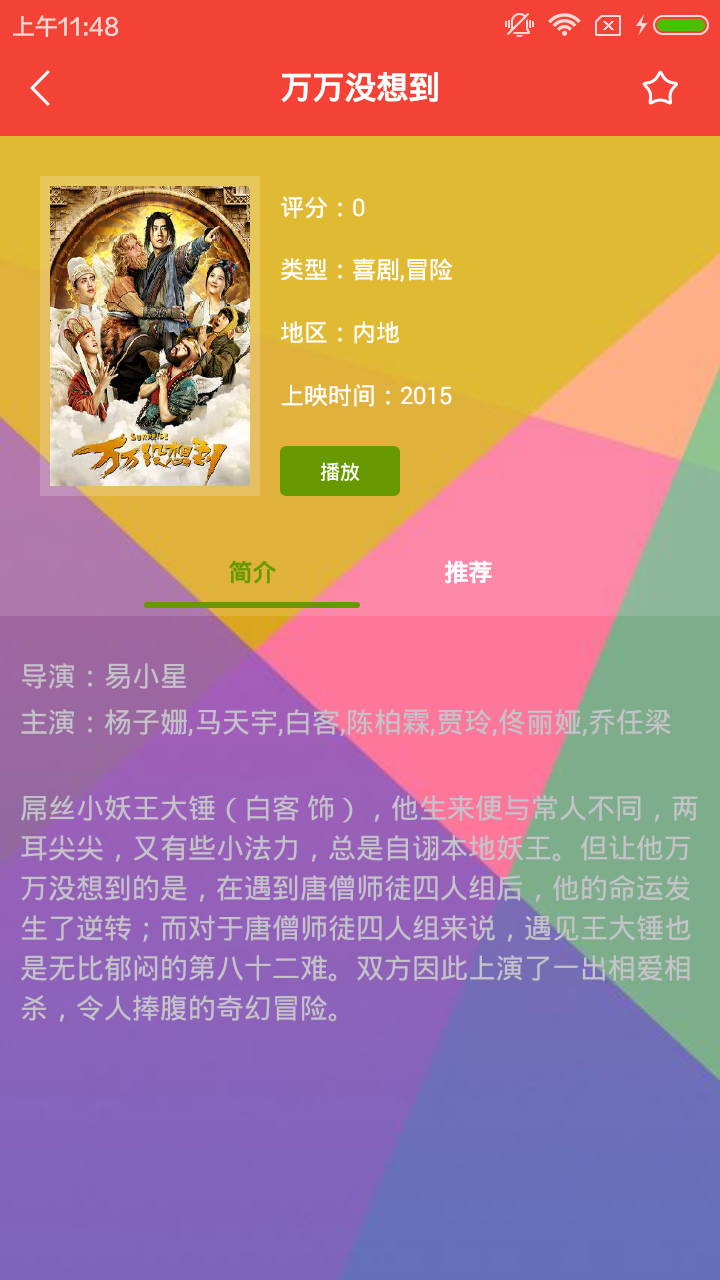 上午11:48
万万没想到
评分：0
类型：喜剧,冒险
地区：内地
上映时间：2015
SURPRISE
万万没想到
播放
简介
推荐
导演：易小星
主演：杨子姗,马天宇,白客,陈柏霖,贾玲,佟丽娅,乔任梁
屌丝小妖王大锤（白客 饰），他生来便与常人不同，两
耳尖尖，又有些小法力，总是自诩本地妖王。但让他万
万没想到的是，在遇到唐僧师徒四人组后，他的命运发
生了逆转；而对于唐僧师徒四人组来说，遇见王大锤也
是无比郁闷的第八十二难。双方因此上演了一出相爱相
杀，令人捧腹的奇幻冒险。